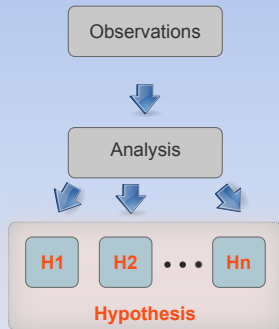 Observations
Analysis
H1 H2 ••• Hn
Hypothesis